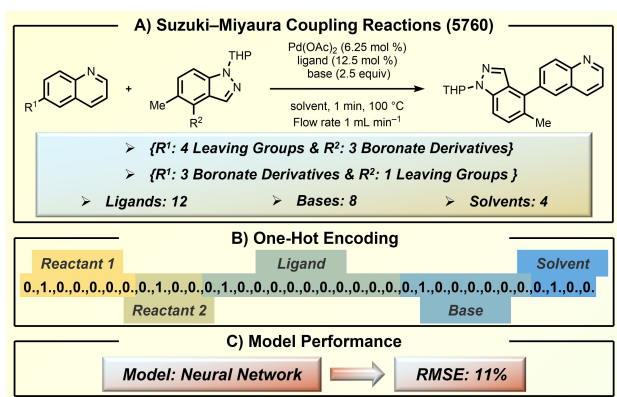 A) Suzuki–Miyaura Coupling Reactions (5760)
N
R¹
+
THP
N
N
Me
R²
Pd(OAc)₂ (6.25 mol %)
ligand (12.5 mol %)
base (2.5 equiv)
solvent, 1 min, 100 °C
Flow rate 1 mL min⁻¹
N
N
THP
N
Me
➢ {R¹: 4 Leaving Groups & R²: 3 Boronate Derivatives}
➢ {R¹: 3 Boronate Derivatives & R²: 1 Leaving Groups }
➢ Ligands: 12 ➢ Bases: 8 ➢ Solvents: 4
B) One-Hot Encoding
Reactant 1 Ligand Solvent
0.,1.,0.,0.,0.,0.,0.,0.,1.,0.,0.,0.,1.,0.,0.,0.,0.,0.,0.,0.,0.,0.,0.,0.,1.,0.,0.,0.,0.,0.,0.,0.,1.,0.,0.
Reactant 2 Base
C) Model Performance
Model: Neural Network RMSE: 11%